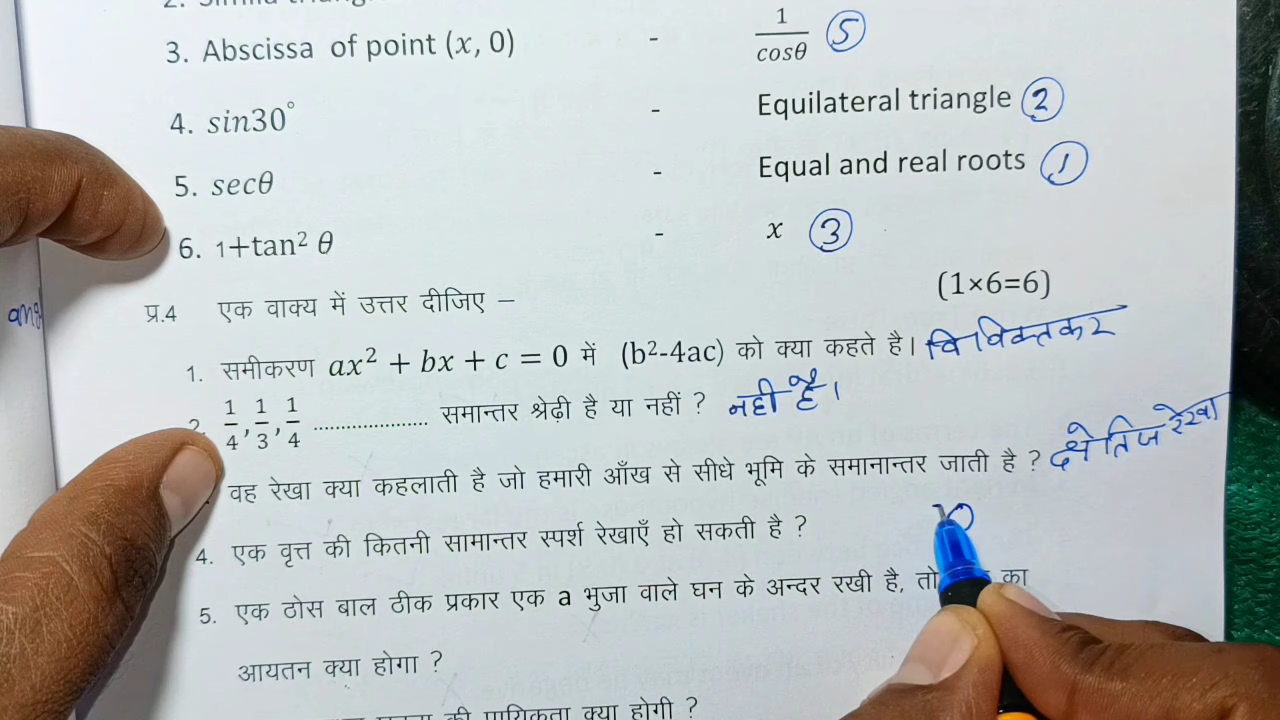 3. Abscissa of point (x, 0) - 1/cosθ ⑤
4. sin30° - Equilateral triangle ②
5. secθ - Equal and real roots ①
6. 1+tan² θ - x ③
(1×6=6)
प्र.4 एक वाक्य में उत्तर दीजिए –
1. समीकरण ax² + bx + c = 0 में (b²-4ac) को क्या कहते है। विविक्तकर
1/4, 1/3, 1/4 ..................... समान्तर श्रेढ़ी है या नहीं ? नही है।
वह रेखा क्या कहलाती है जो हमारी आँख से सीधे भूमि के समानान्तर जाती है ? क्षेतिज रेखा
4. एक वृत्त की कितनी सामान्तर स्पर्श रेखाएँ हो सकती है ?
5. एक ठोस बाल ठीक प्रकार एक a भुजा वाले घन के अन्दर रखी है, तो का
आयतन क्या होगा ?
की प्रायिकता क्या होगी ?